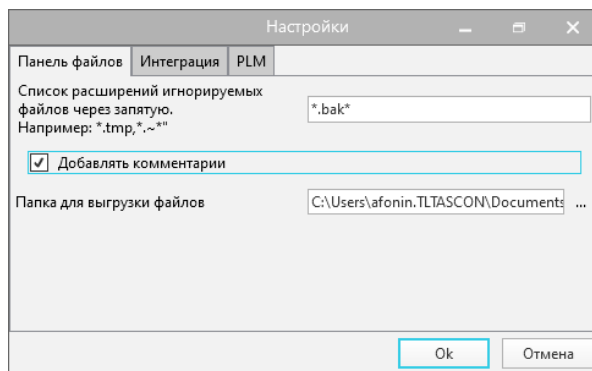 Настройки
Панель файлов Интеграция PLM
Список расширений игнорируемых
файлов через запятую.
Например: *.tmp,*.~*"
*.bak*
Добавлять комментарии
Папка для выгрузки файлов C:\Users\afonin.TLTASCON\Documents ...
Ok Отмена